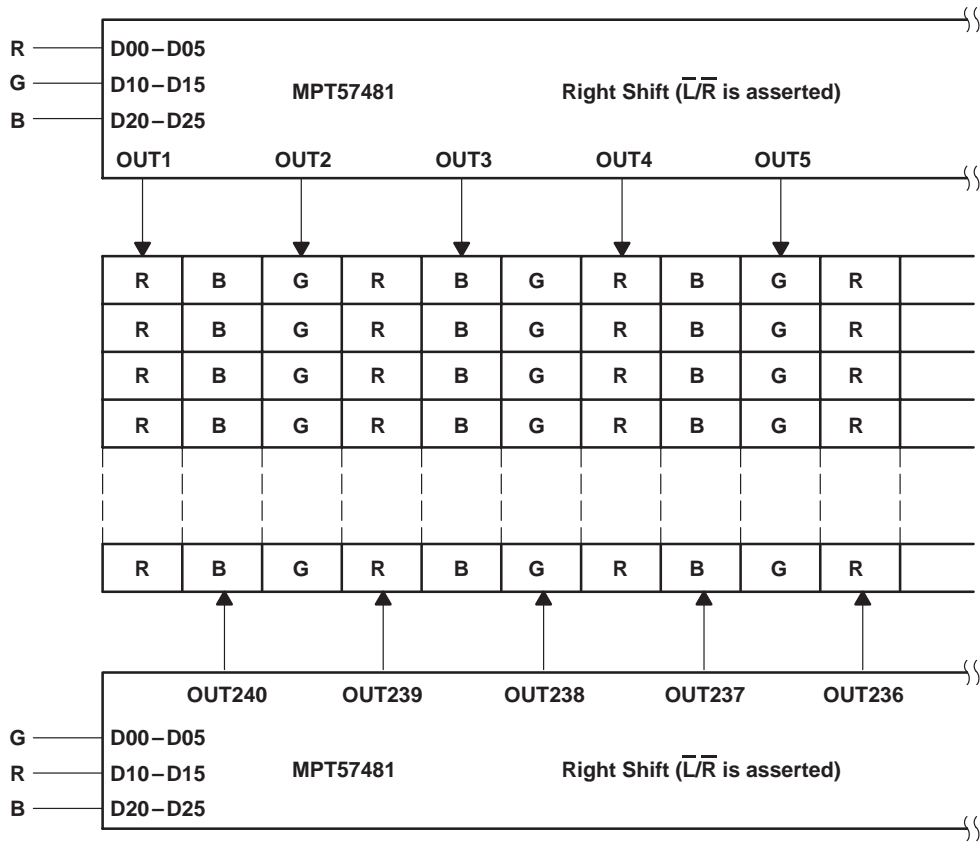 R D00–D05
G D10–D15 MPT57481 Right Shift (L̅/R̅ is asserted)
B D20–D25
OUT1 OUT2 OUT3 OUT4 OUT5
R B G R B G R B G R
R B G R B G R B G R
R B G R B G R B G R
R B G R B G R B G R
R B G R B G R B G R
OUT240 OUT239 OUT238 OUT237 OUT236
G D00–D05
R D10–D15 MPT57481 Right Shift (L̅/R̅ is asserted)
B D20–D25